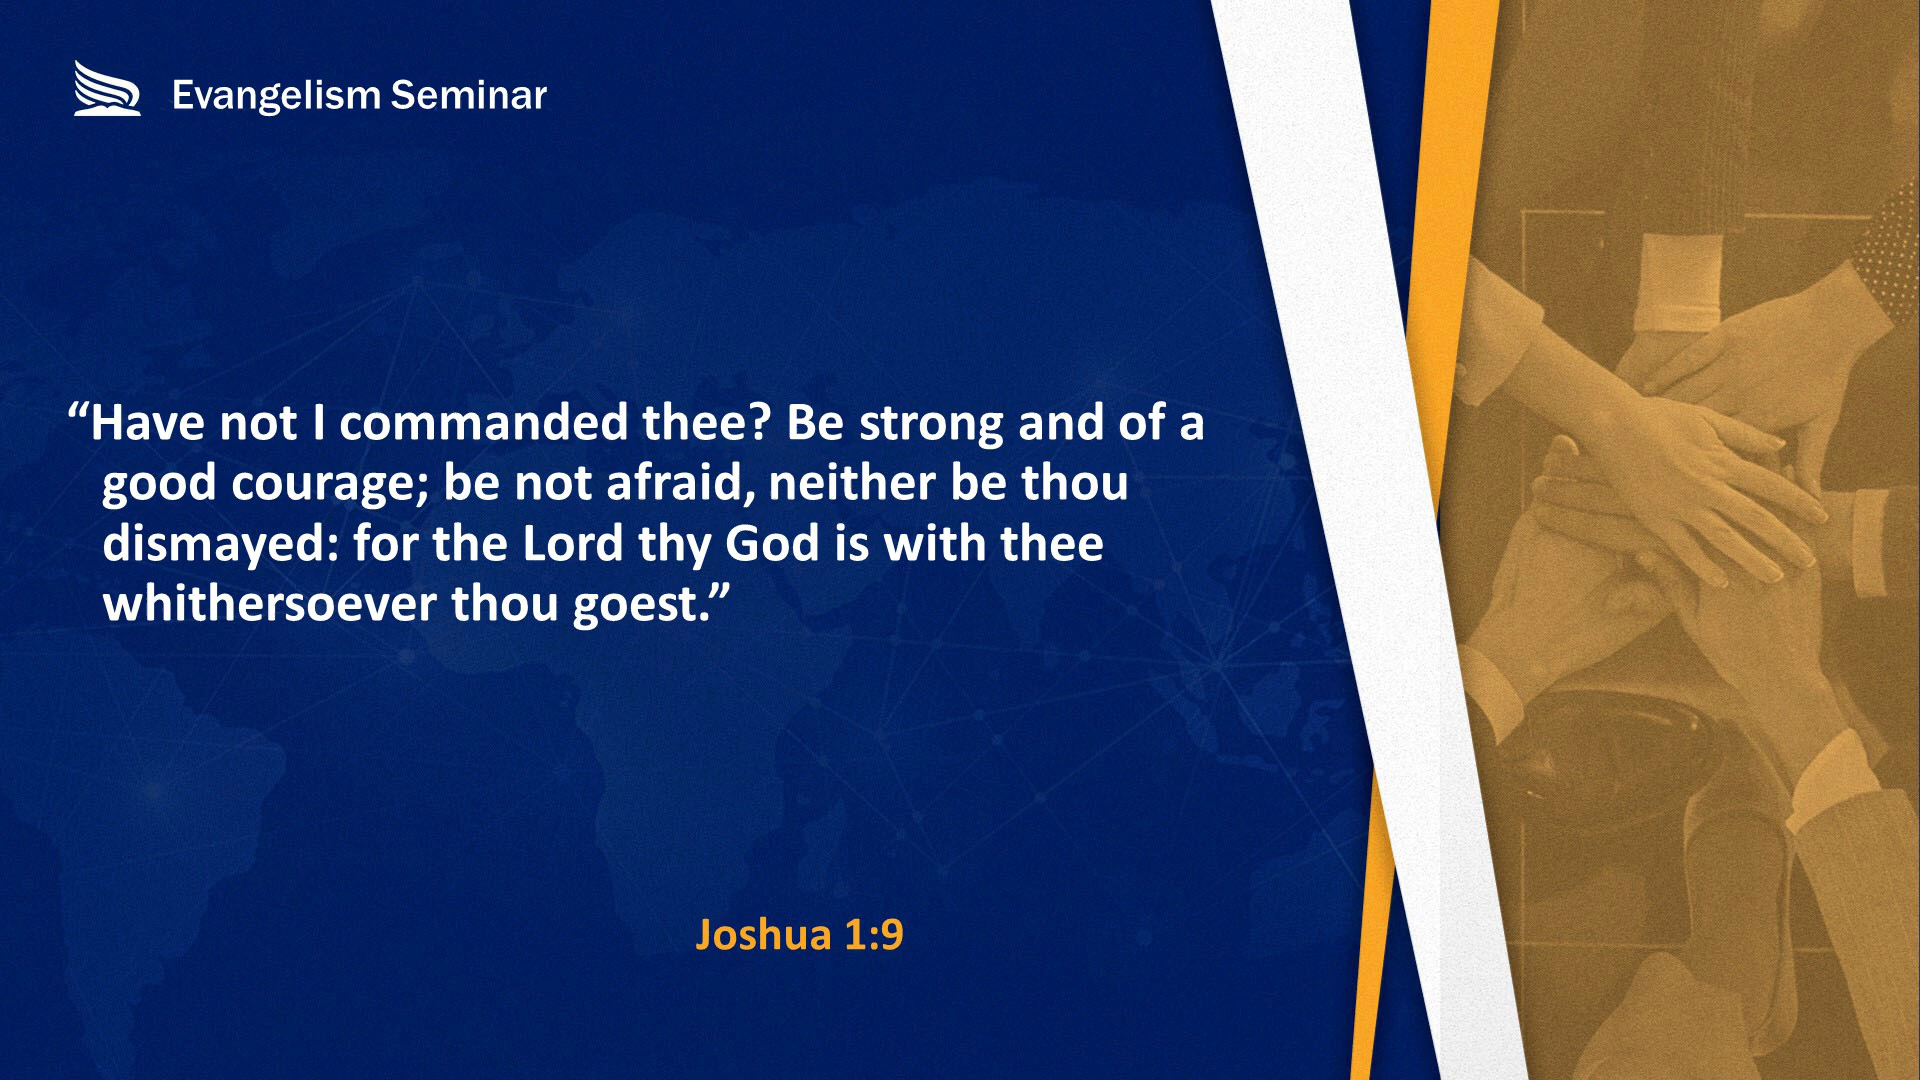 Evangelism Seminar
“Have not I commanded thee? Be strong and of a
good courage; be not afraid, neither be thou
dismayed: for the Lord thy God is with thee
whithersoever thou goest.”
Joshua 1:9